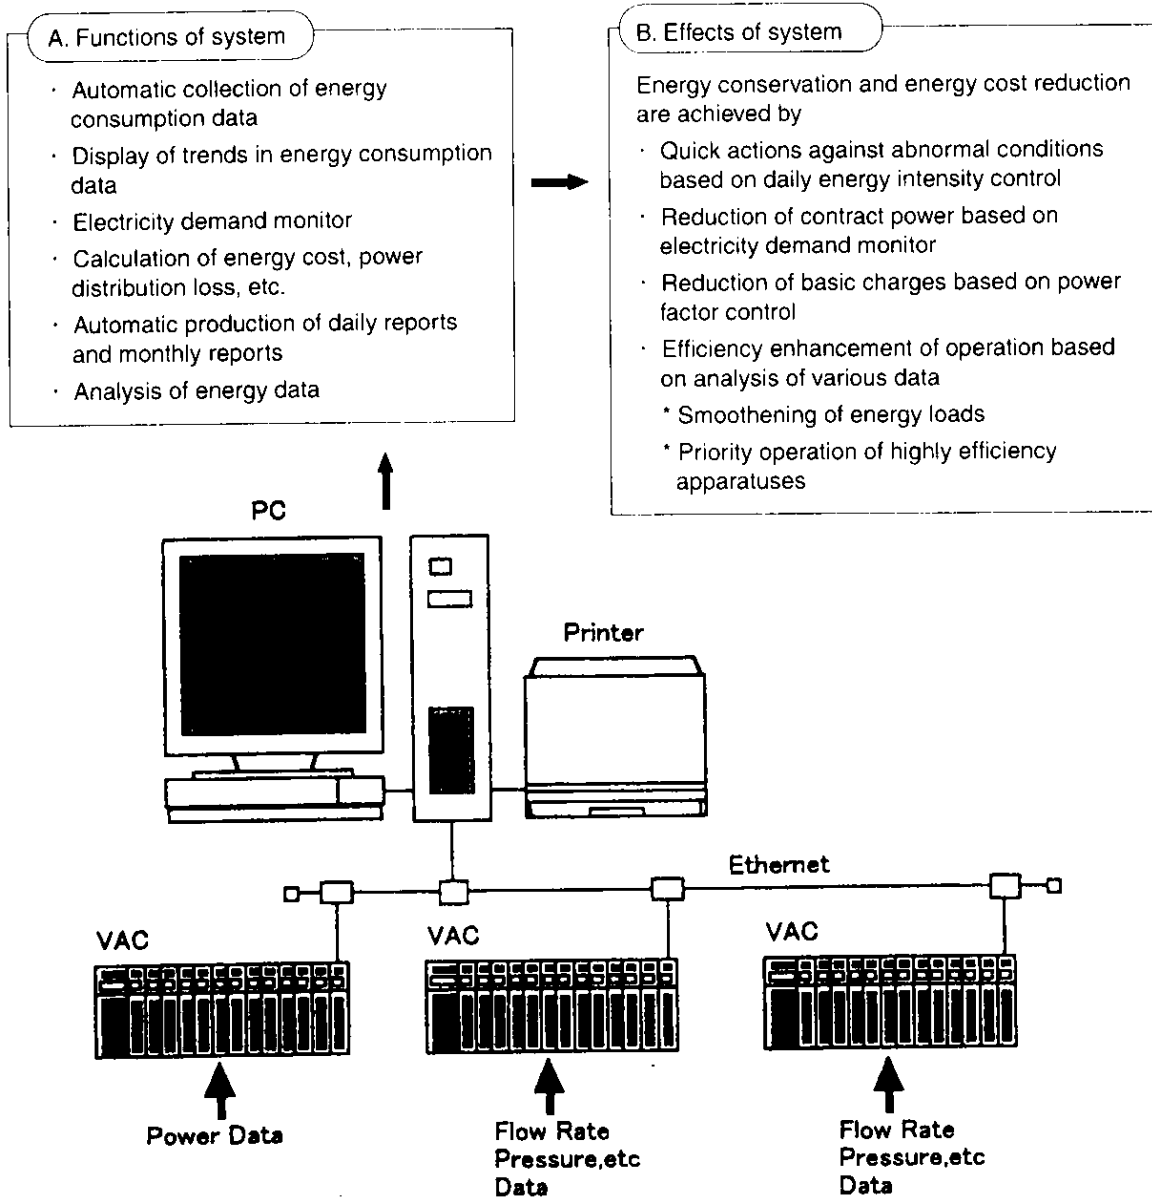 A. Functions of system
· Automatic collection of energy
consumption data
· Display of trends in energy consumption
data
· Electricity demand monitor
· Calculation of energy cost, power
distribution loss, etc.
· Automatic production of daily reports
and monthly reports
· Analysis of energy data
B. Effects of system
Energy conservation and energy cost reduction
are achieved by
· Quick actions against abnormal conditions
based on daily energy intensity control
· Reduction of contract power based on
electricity demand monitor
· Reduction of basic charges based on power
factor control
· Efficiency enhancement of operation based
on analysis of various data
* Smoothening of energy loads
* Priority operation of highly efficiency
apparatuses
PC
Printer
Ethernet
VAC
VAC
VAC
Power Data
Flow Rate
Pressure,etc
Data
Flow Rate
Pressure,etc
Data